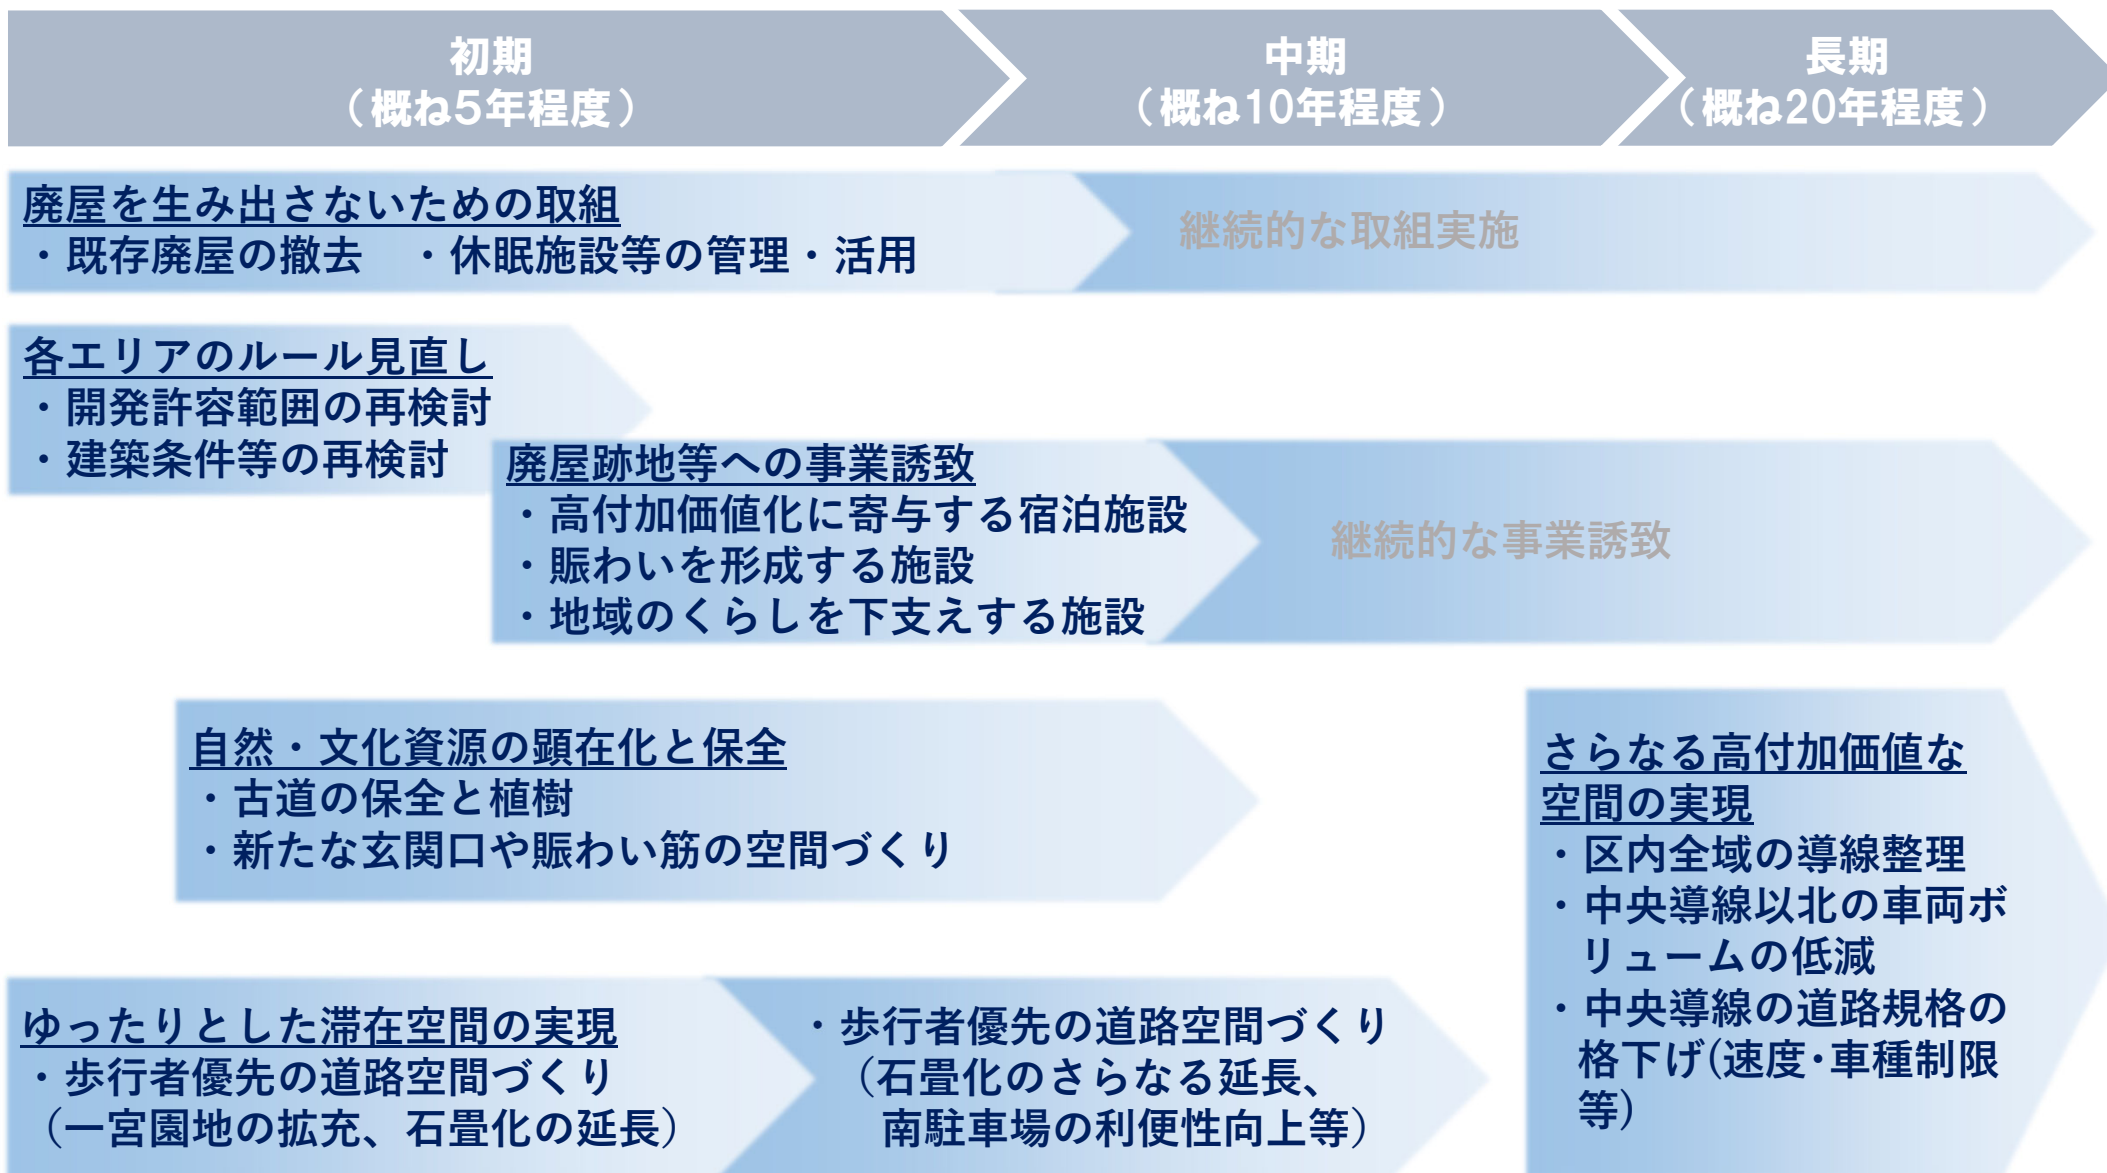 初期
(概ね5年程度)
中期
(概ね10年程度)
長期
(概ね20年程度)
廃屋を生み出さないための取組
・既存廃屋の撤去　・休眠施設等の管理・活用
継続的な取組実施
各エリアのルール見直し
・開発許容範囲の再検討
・建築条件等の再検討
廃屋跡地等への事業誘致
・高付加価値化に寄与する宿泊施設
・賑わいを形成する施設
・地域のくらしを下支えする施設
継続的な事業誘致
自然・文化資源の顕在化と保全
・古道の保全と植樹
・新たな玄関口や賑わい筋の空間づくり
ゆったりとした滞在空間の実現
・歩行者優先の道路空間づくり
(一宮園地の拡充、石畳化の延長)
・歩行者優先の道路空間づくり
(石畳化のさらなる延長、
南駐車場の利便性向上等)
さらなる高付加価値な
空間の実現
・区内全域の導線整理
・中央導線以北の車両ボ
リュームの低減
・中央導線の道路規格の
格下げ(速度・車種制限
等)